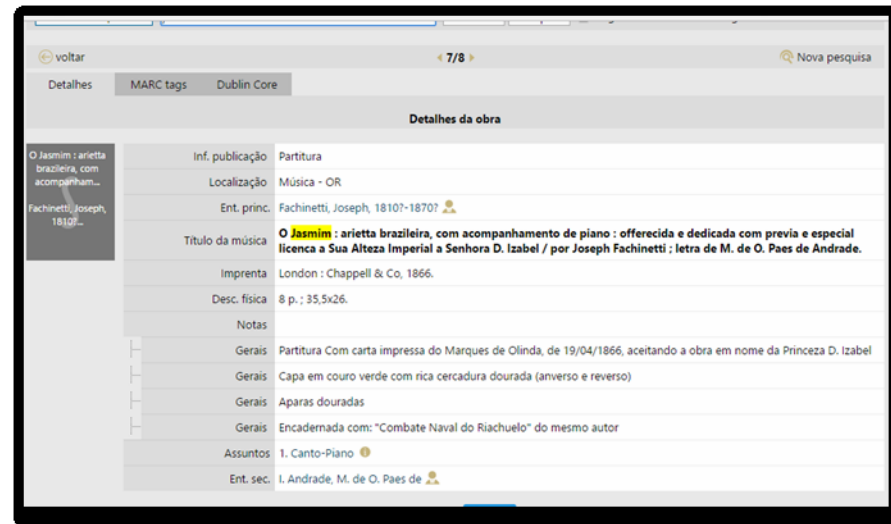 voltar
7/8
Nova pesquisa
Detalhes
MARC tags
Dublin Core
Detalhes da obra
O Jasmim : arietta
brazileira, com
acompanham...
Fachinetti, Joseph,
1810?...
Inf. publicação Partitura
Localização Música - OR
Ent. princ. Fachinetti, Joseph, 1810?-1870?
Título da música O Jasmim : arietta brazileira, com acompanhamento de piano : offerecida e dedicada com previa e especial
licenca a Sua Alteza Imperial a Senhora D. Izabel / por Joseph Fachinetti ; letra de M. de O. Paes de Andrade.
Imprenta London : Chappell & Co, 1866.
Desc. física 8 p. ; 35,5x26.
Notas
Gerais Partitura Com carta impressa do Marques de Olinda, de 19/04/1866, aceitando a obra em nome da Princeza D. Izabel
Gerais Capa em couro verde com rica cercadura dourada (anverso e reverso)
Gerais Aparas douradas
Gerais Encadernada com: "Combate Naval do Riachuelo" do mesmo autor
Assuntos 1. Canto-Piano
Ent. sec. I. Andrade, M. de O. Paes de